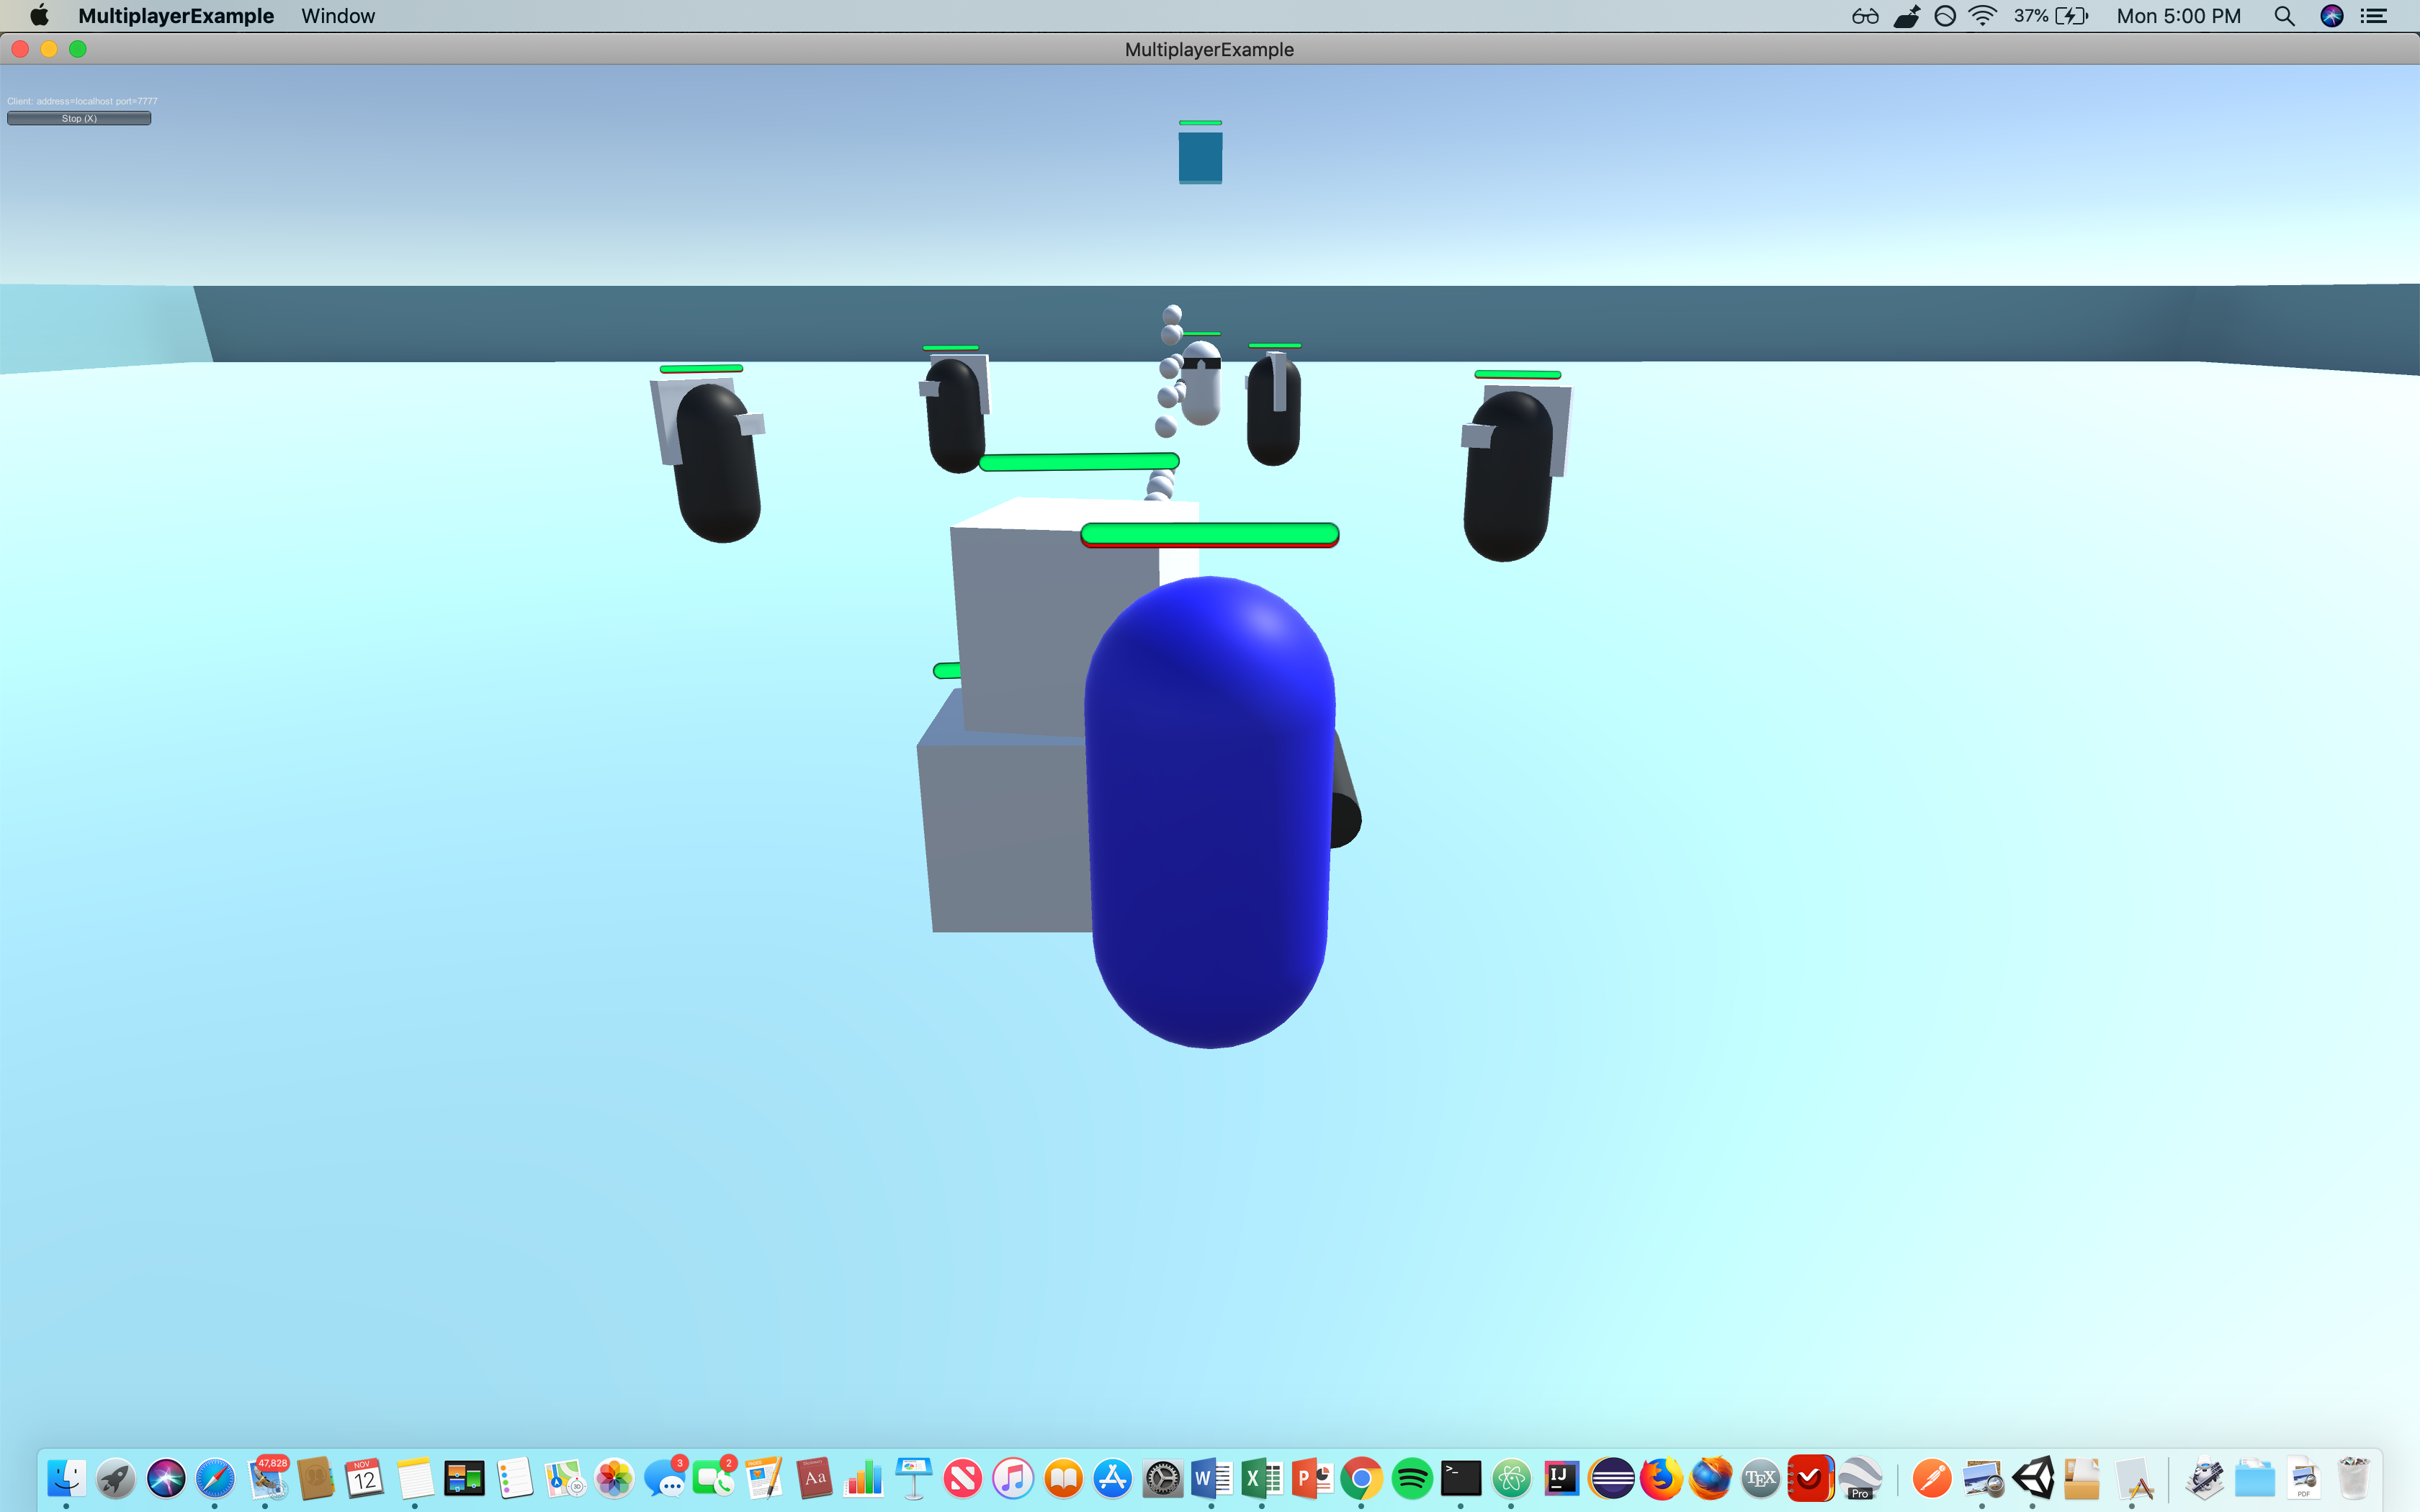 MultiplayerExample Window 37% Mon 5:00 PM
MultiplayerExample
Client: address=localhost port=7777
Stop (X)
47,828
NOV
12
3
2
Aa
W
X
P
>_
IJ
TEX
Pro
PDF